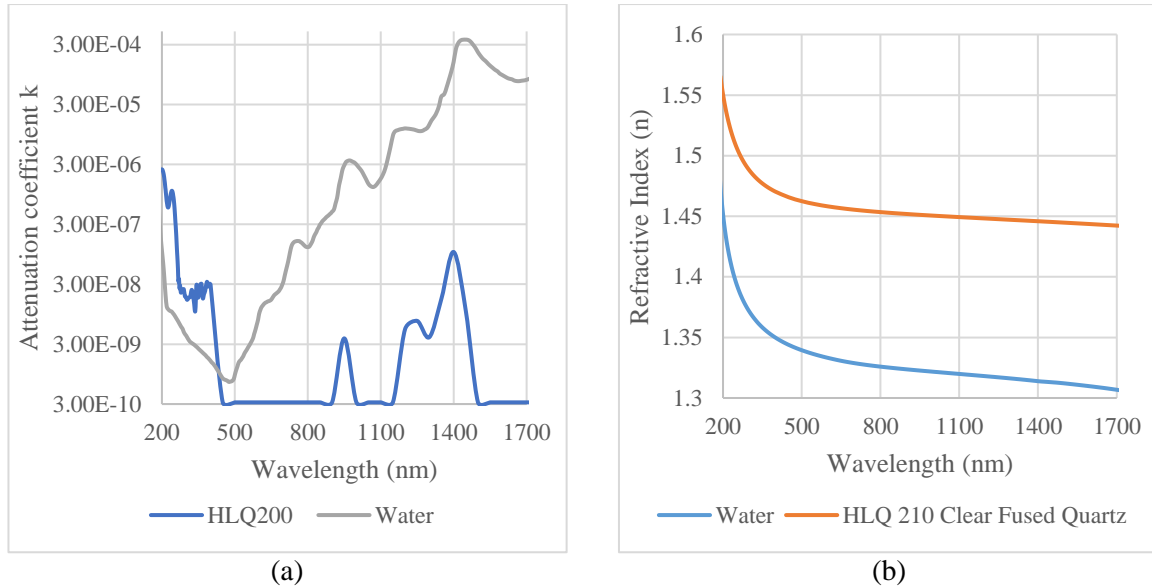 3.00E-04
3.00E-05
3.00E-06
3.00E-07
3.00E-08
3.00E-09
3.00E-10
Attenuation coefficient k
200 500 800 1100 1400 1700
Wavelength (nm)
HLQ200 Water
(a)
1.6
1.55
1.5
1.45
1.4
1.35
1.3
Refractive Index (n)
200 500 800 1100 1400 1700
Wavelength (nm)
Water HLQ 210 Clear Fused Quartz
(b)